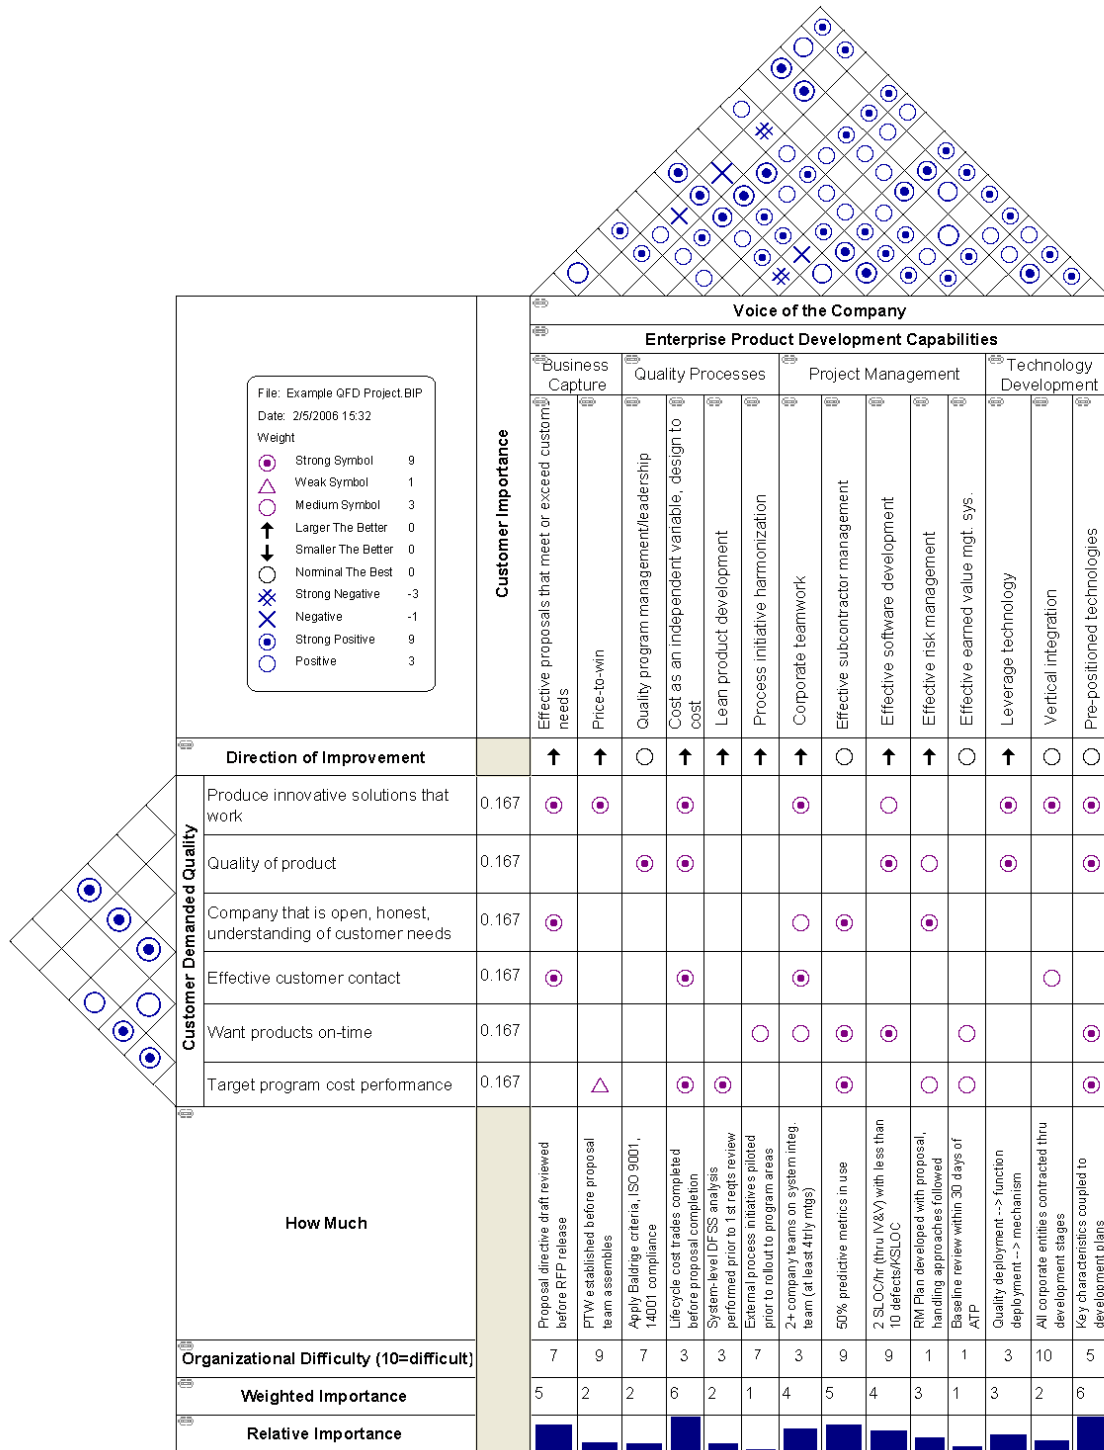 Voice of the Company
Enterprise Product Development Capabilities
Business
Capture
Quality Processes
Project Management
Technology
Development
File: Example QFD Project.BIP
Date: 2/5/2006 15:32
Weight
Strong Symbol 9
Weak Symbol 1
Medium Symbol 3
Larger The Better 0
Smaller The Better 0
Nominal The Best 0
Strong Negative -3
Negative -1
Strong Positive 9
Positive 3
Customer Importance
Effective proposals that meet or exceed custom
needs
Price-to-win
Quality program management/leadership
Cost as an independent variable, design to
cost
Lean product development
Process initiative harmonization
Corporate teamwork
Effective subcontractor management
Effective software development
Effective risk management
Effective earned value mgt. sys.
Leverage technology
Vertical integration
Pre-positioned technologies
Direction of Improvement
Customer Demanded Quality
Produce innovative solutions that
work
0.167
Quality of product
0.167
Company that is open, honest,
understanding of customer needs
0.167
Effective customer contact
0.167
Want products on-time
0.167
Target program cost performance
0.167
How Much
Proposal directive draft reviewed
before RFP release
PTW established before proposal
team assembles
Apply Baldrige criteria, ISO 9001,
14001 compliance
Lifecycle cost trades completed
before proposal completion
System-level DFSS analysis
performed prior to 1st reqts review
External process initiatives piloted
prior to rollout to program areas
2+ company teams on system integ.
team (at least 4trly mtgs)
50% predictive metrics in use
2 SLOC/hr (thru IV&V) with less than
10 defects/KSLOC
RM Plan developed with proposal,
handling approaches followed
Baseline review within 30 days of
ATP
Quality deployment --> function
deployment --> mechanism
All corporate entities contracted thru
development stages
Key characteristics coupled to
development plans
Organizational Difficulty (10=difficult) 7 9 7 3 3 7 3 9 9 1 1 3 10 5
Weighted Importance 5 2 2 6 2 1 4 5 4 3 1 3 2 6
Relative Importance